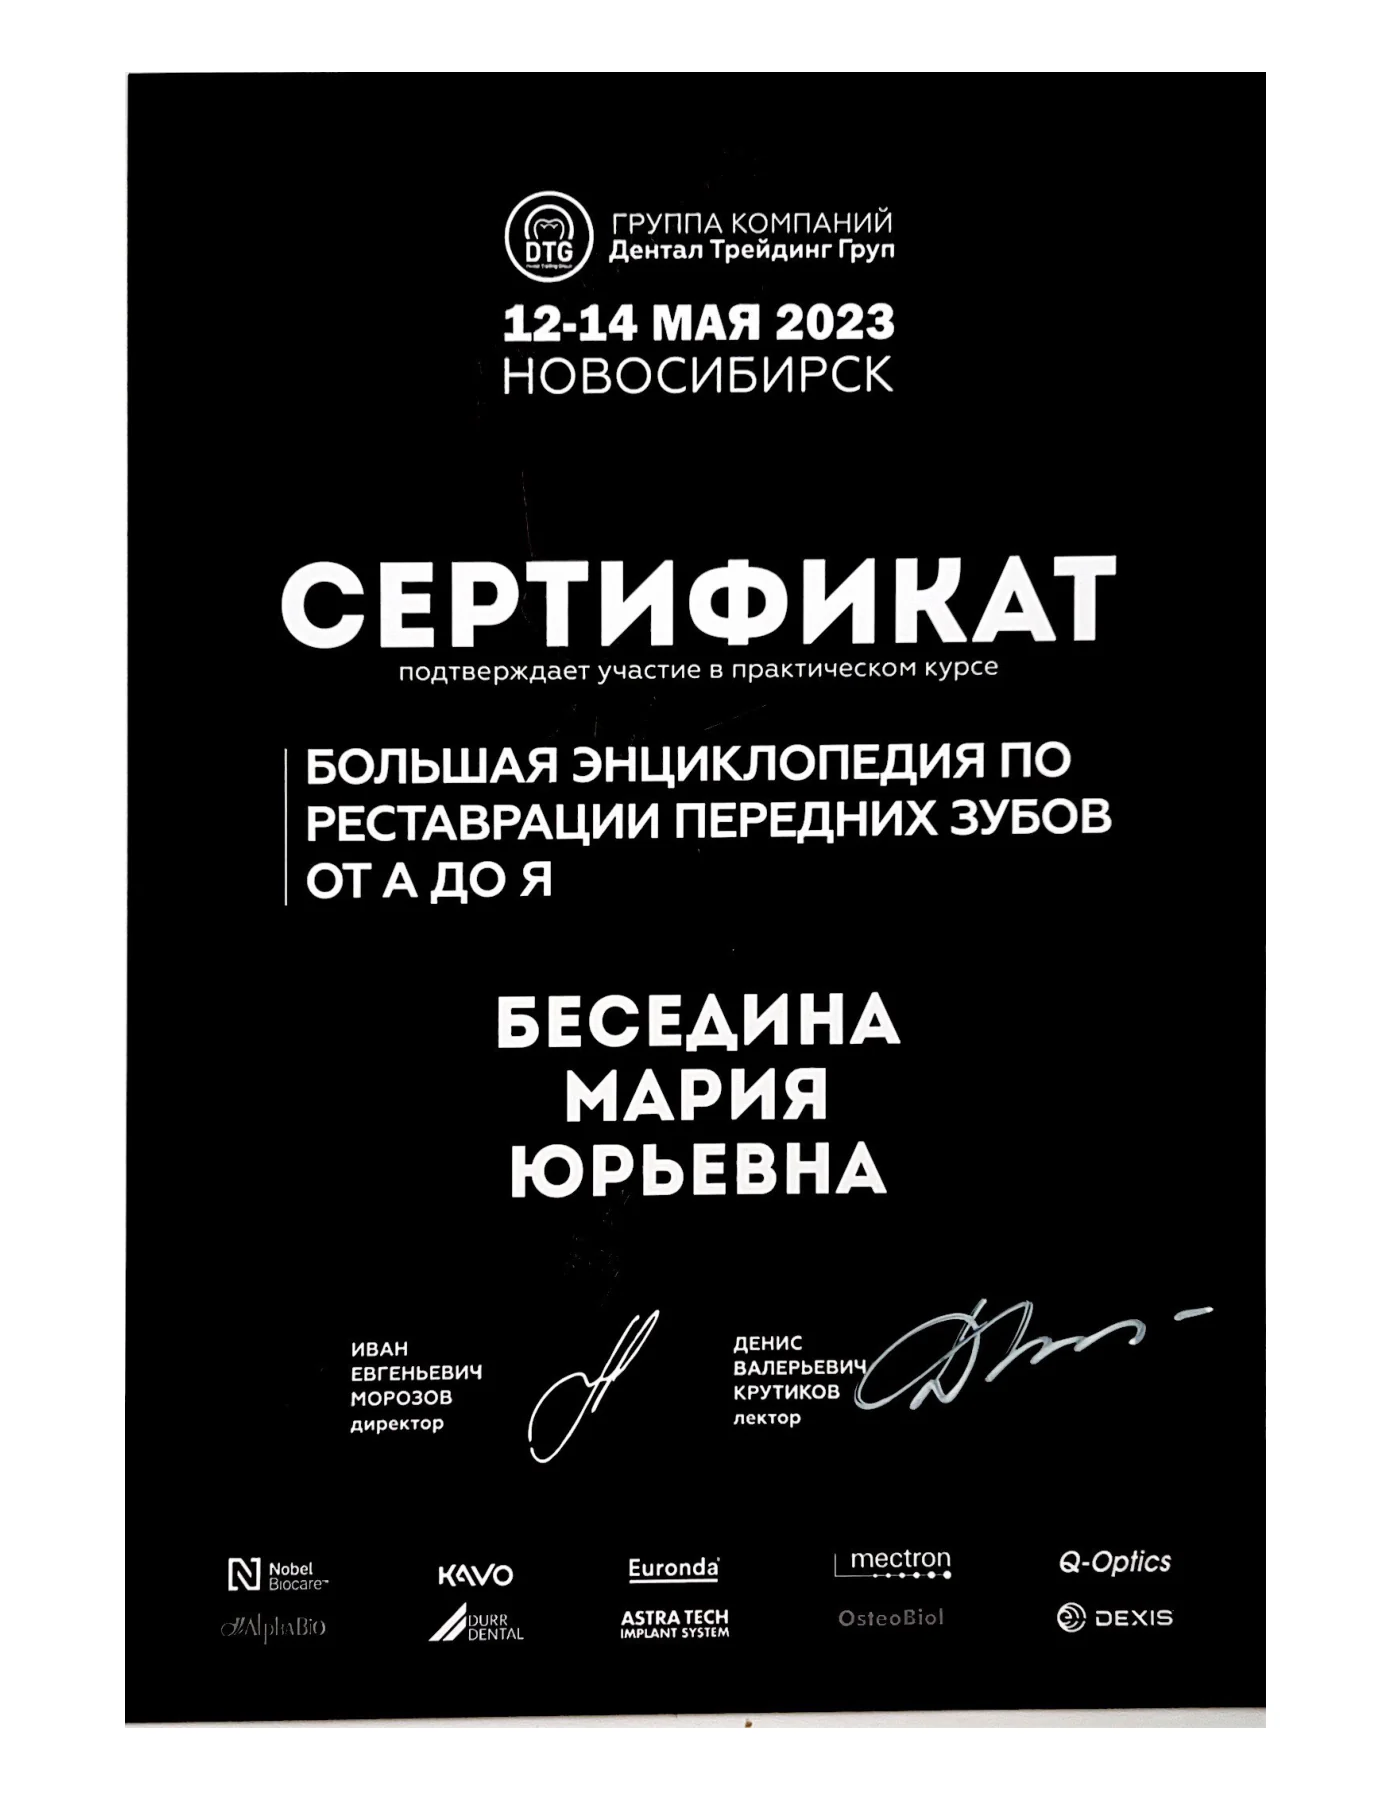 DTG
ГРУППА КОМПАНИЙ
Дентал Трейдинг Груп
12-14 МАЯ 2023
НОВОСИБИРСК
СЕРТИФИКАТ
подтверждает участие в практическом курсе
БОЛЬШАЯ ЭНЦИКЛОПЕДИЯ ПО
РЕСТАВРАЦИИ ПЕРЕДНИХ ЗУБОВ
ОТ А ДО Я
БЕСЕДИНА
МАРИЯ
ЮРЬЕВНА
ИВАН
ЕВГЕНЬЕВИЧ
МОРОЗОВ
директор
ДЕНИС
ВАЛЕРЬЕВИЧ
КРУТИКОВ
лектор
Nobel
Biocare™
KAVO
Euronda
mectron
Q-Optics
AlphaBio
DURR
DENTAL
ASTRA TECH
IMPLANT SYSTEM
OsteoBiol
DEXIS